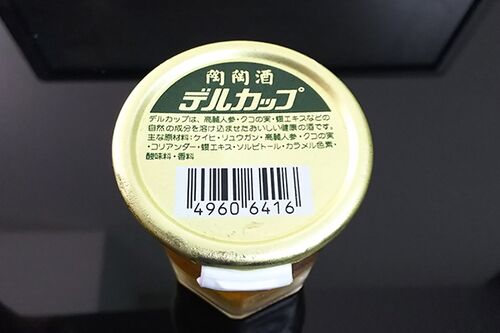 陶陶酒
デルカップ
デルカップは、高麗人参・クコの実・蝮エキスなどの
自然の成分を溶け込ませたおいしい健康の酒です。
主な原材料：ケイヒ・リュウガン・高麗人参・クコの実
・コリアンダー・蝮エキス・ソルビトール・カラメル色素・
酸味料・香料
4960 6416